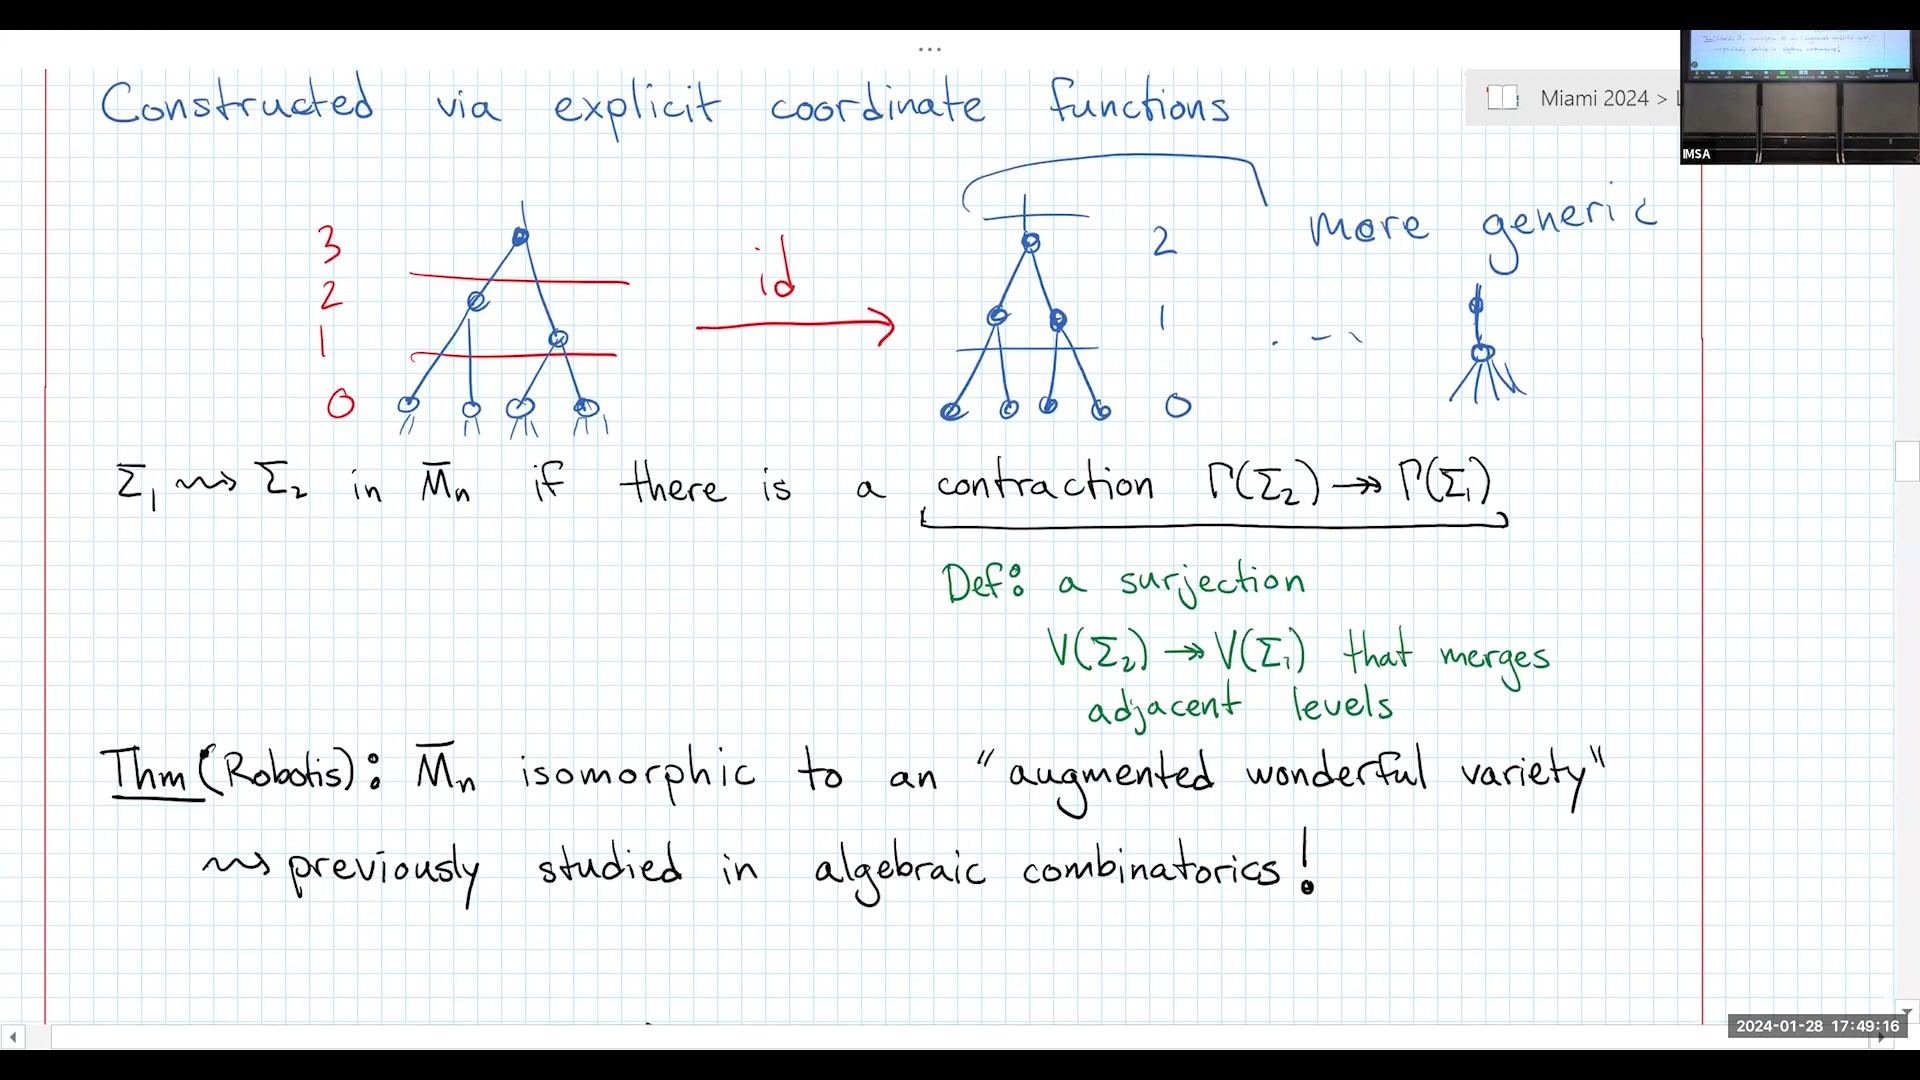 Constructed via explicit coordinate functions
Miami 2024 >
IMSA
3
2
1
0
id
2
1
0
more generic
Σ₁ ⇝ Σ₂ in M̅ₙ if there is a contraction Γ(Σ₂) ↠ Γ(Σ₁)
Def: a surjection
V(Σ₂) ↠ V(Σ₁) that merges
adjacent levels
Thm (Robotis): M̅ₙ isomorphic to an "augmented wonderful variety"
⇝ previously studied in algebraic combinatorics!
2024-01-28 17:49:16